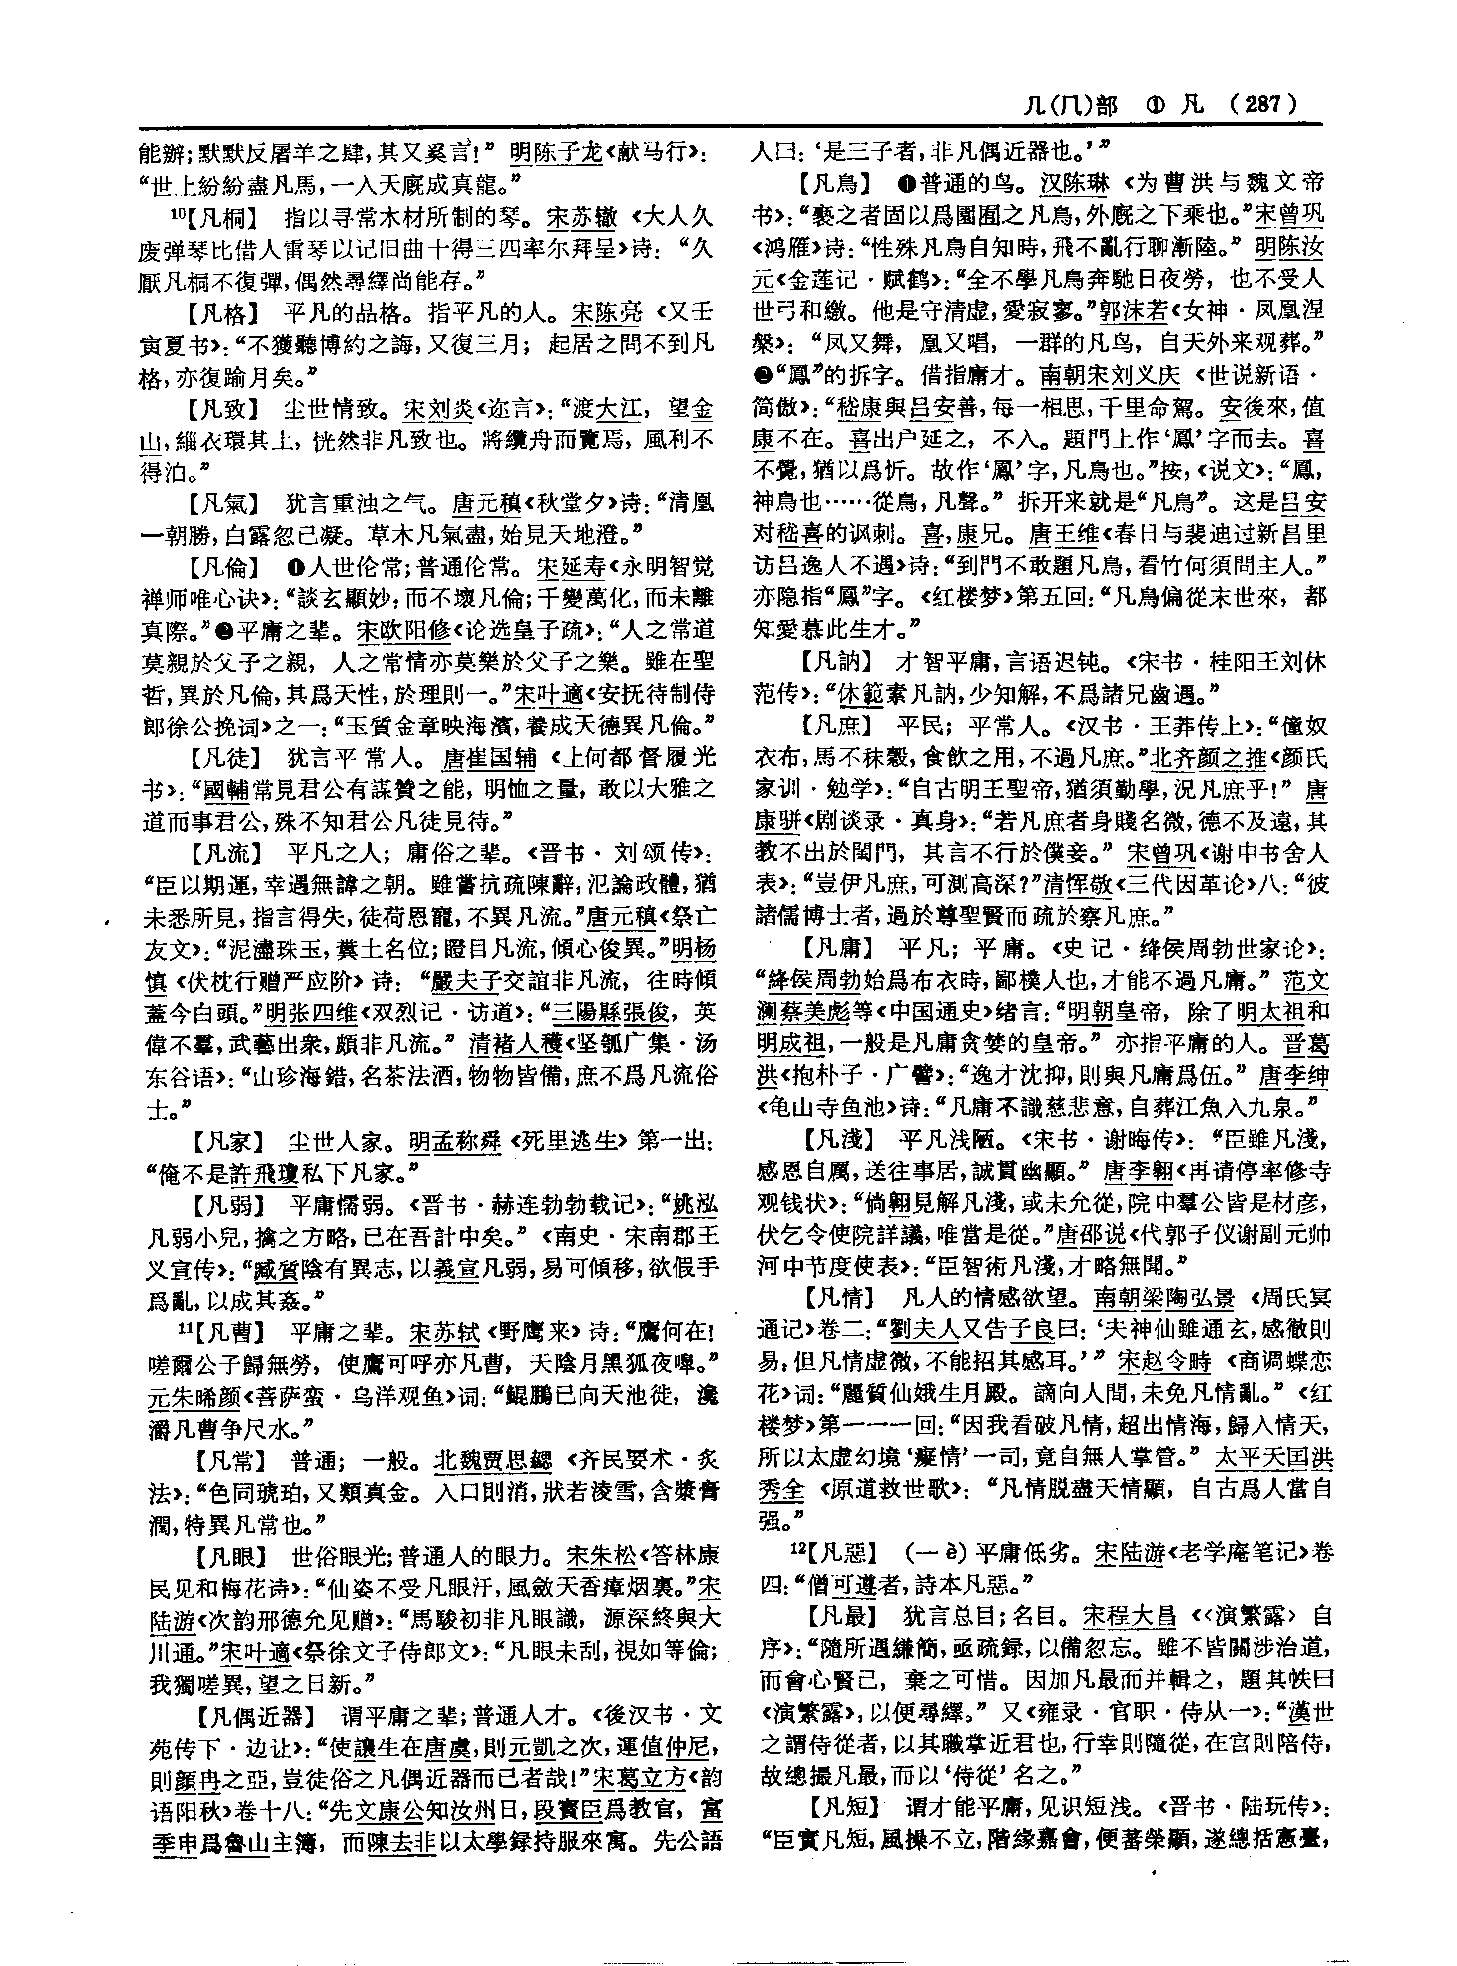 几(⺇)部 ① 凡 (287)
能辦；默默反屠羊之肆，其又奚言！” 明陈子龙《献马行》：
“世上紛紛盡凡馬，一入天廐成真龍。”
10【凡桐】 指以寻常木材所制的琴。宋苏辙《大人久
废弹琴比借人雷琴以记旧曲十得三四率尔拜呈》诗：“久
厭凡桐不復彈，偶然尋繹尚能存。”
【凡格】 平凡的品格。指平凡的人。宋陈亮《又壬
寅夏书》：“不獲聽博約之誨，又復三月；起居之問不到凡
格，亦復踰月矣。”
【凡致】 尘世情致。宋刘炎《迩言》：“渡大江，望金
山，緇衣環其上，恍然非凡致也。將纜舟而覽焉，風利不
得泊。”
【凡氣】 犹言重浊之气。唐元稹《秋堂夕》诗：“清風
一朝勝，白露忽已凝。草木凡氣盡，始見天地澄。”
【凡倫】 ❶人世伦常；普通伦常。宋延寿《永明智觉
禅师唯心诀》：“談玄顯妙，而不壞凡倫；千變萬化，而未離
真際。”❷平庸之辈。宋欧阳修《论选皇子疏》：“人之常道
莫親於父子之親，人之常情亦莫樂於父子之樂。雖在聖
哲，異於凡倫，其爲天性，於理則一。”宋叶適《安抚待制侍
郎徐公挽词》之一：“玉質金章映海濱，養成天德異凡倫。”
【凡徒】 犹言平常人。唐崔国辅《上何都督履光
书》：“國輔常見君公有謀贊之能，明恤之量，敢以大雅之
道而事君公，殊不知君公凡徒見待。”
【凡流】 平凡之人；庸俗之辈。《晋书·刘颂传》：
“臣以期運，幸遇無諱之朝。雖嘗抗疏陳辭，氾論政體，猶
未悉所見，指言得失，徒荷恩寵，不異凡流。”唐元稹《祭亡
友文》：“泥灋珠玉，糞土名位；瞪目凡流，傾心俊異。”明杨
慎《伏枕行赠严应阶》诗：“嚴夫子交誼非凡流，往時傾
蓋今白頭。”明张四维《双烈记·访道》：“三陽縣張俊，英
偉不羣，武藝出衆，頗非凡流。” 清褚人穫《坚瓠广集·汤
东谷语》：“山珍海錯，名茶法酒，物物皆備，庶不爲凡流俗
士。”
【凡家】 尘世人家。明孟称舜《死里逃生》第一出：
“俺不是許飛瓊私下凡家。”
【凡弱】 平庸懦弱。《晋书·赫连勃勃载记》：“姚泓
凡弱小兒，擒之方略，已在吾計中矣。”《南史·宋南郡王
义宣传》：“臧質陰有異志，以義宣凡弱，易可傾移，欲假手
爲亂，以成其姦。”
11【凡曹】 平庸之辈。宋苏轼《野鹰来》诗：“鷹何在！
嗟爾公子歸無勞，使鷹可呼亦凡曹，天陰月黑狐夜嘷。”
元朱晞颜《菩萨蛮·乌洋观鱼》词：“鯤鵬已向天池徙，瀺
灂凡曹争尺水。”
【凡常】 普通；一般。北魏贾思勰《齐民要术·炙
法》：“色同琥珀，又類真金。入口則消，狀若淩雪，含漿膏
潤，特異凡常也。”
【凡眼】 世俗眼光；普通人的眼力。宋朱松《答林康
民见和梅花诗》：“仙姿不受凡眼汙，風斂天香瘴烟裏。”宋
陆游《次韵邢德允见赠》：“馬駿初非凡眼識，源深終與大
川通。”宋叶適《祭徐文子侍郎文》：“凡眼未刮，視如等倫；
我獨嗟異，望之日新。”
【凡偶近器】 谓平庸之辈；普通人才。《後汉书·文
苑传下·边让》：“使讓生在唐虞，則元凱之次，運值仲尼，
則顏冉之亞，豈徒俗之凡偶近器而已者哉！”宋葛立方《韵
语阳秋》卷十八：“先文康公知汝州日，段寶臣爲教官，富
季申爲魯山主簿，而陳去非以太學録持服來寓。先公語
人曰：‘是三子者，非凡偶近器也。’”
【凡鳥】 ❶普通的鸟。汉陈琳《为曹洪与魏文帝
书》：“褻之者固以爲園囿之凡鳥，外廐之下乘也。”宋曾巩
《鸿雁》诗：“性殊凡鳥自知時，飛不亂行聊漸陸。”明陈汝
元《金莲记·赋鹤》：“全不學凡鳥奔馳日夜勞，也不受人
世弓和繳。他是守清虚，愛寂寥。”郭沫若《女神·凤凰涅
槃》：“凤又舞，凰又唱，一群的凡鸟，自天外来观葬。”
❷“鳳”的拆字。借指庸才。南朝宋刘义庆《世说新语·
简傲》：“嵇康與吕安善，每一相思，千里命駕。安後來，值
康不在。喜出户延之，不入。題門上作‘鳳’字而去。喜
不覺，猶以爲忻。故作‘鳳’字，凡鳥也。”按，《说文》：“鳳，
神鳥也……從鳥，凡聲。” 拆开来就是“凡鳥”。这是吕安
对嵇喜的讽刺。喜，康兄。唐王维《春日与裴迪过新昌里
访吕逸人不遇》诗：“到門不敢題凡鳥，看竹何須問主人。”
亦隐指“鳳”字。《红楼梦》第五回：“凡鳥偏從末世來，都
知愛慕此生才。”
【凡訥】 才智平庸，言语迟钝。《宋书·桂阳王刘休
范传》：“休範素凡訥，少知解，不爲諸兄齒遇。”
【凡庶】 平民；平常人。《汉书·王莽传上》：“僮奴
衣布，馬不秣穀，食飲之用，不過凡庶。”北齐颜之推《颜氏
家训·勉学》：“自古明王聖帝，猶須勤學，況凡庶乎！” 唐
康骈《剧谈录·真身》：“若凡庶者身賤名微，德不及遠，其
教不出於閨門，其言不行於僕妾。” 宋曾巩《谢中书舍人
表》：“豈伊凡庶，可測高深？”清恽敬《三代因革论》八：“彼
諸儒博士者，過於尊聖賢而疏於察凡庶。”
【凡庸】 平凡；平庸。《史记·绛侯周勃世家论》：
“絳侯周勃始爲布衣時，鄙樸人也，才能不過凡庸。” 范文
澜蔡美彪等《中国通史》绪言：“明朝皇帝，除了明太祖和
明成祖，一般是凡庸贪婪的皇帝。” 亦指平庸的人。晋葛
洪《抱朴子·广譬》：“逸才沈抑，則與凡庸爲伍。” 唐李绅
《龟山寺鱼池》诗：“凡庸不識慈悲意，自葬江魚入九泉。”
【凡淺】 平凡浅陋。《宋书·谢晦传》：“臣雖凡淺，
感恩自厲，送往事居，誠貫幽顯。” 唐李翱《再请停率修寺
观钱状》：“倘翱見解凡淺，或未允從，院中羣公皆是材彦，
伏乞令使院詳議，唯當是從。”唐邵说《代郭子仪谢副元帅
河中节度使表》：“臣智術凡淺，才略無聞。”
【凡情】 凡人的情感欲望。南朝梁陶弘景《周氏冥
通记》卷二：“劉夫人又告子良曰：‘夫神仙雖通玄，感徹則
易，但凡情虚微，不能招其感耳。’” 宋赵令畤《商调蝶恋
花》词：“麗質仙娥生月殿。謫向人間，未免凡情亂。”《红
楼梦》第一一一回：“因我看破凡情，超出情海，歸入情天，
所以太虚幻境‘癡情’一司，竟自無人掌管。” 太平天国洪
秀全《原道救世歌》：“凡情脱盡天情顯，自古爲人當自
强。”
12【凡惡】 (一è)平庸低劣。宋陆游《老学庵笔记》卷
四：“僧可遵者，詩本凡惡。”
【凡最】 犹言总目；名目。宋程大昌《〈演繁露〉自
序》：“隨所遇縑簡，亟疏録，以備忽忘。雖不皆關涉治道，
而會心賢己，棄之可惜。因加凡最而并輯之，題其帙曰
《演繁露》，以便尋繹。” 又《雍录·官职·侍从一》：“漢世
之謂侍從者，以其職掌近君也，行幸則隨從，在宫則陪侍，
故總撮凡最，而以‘侍從’名之。”
【凡短】 谓才能平庸，见识短浅。《晋书·陆玩传》：
“臣實凡短，風操不立，階缘嘉會，便蕃榮顯，遂總括憲臺，